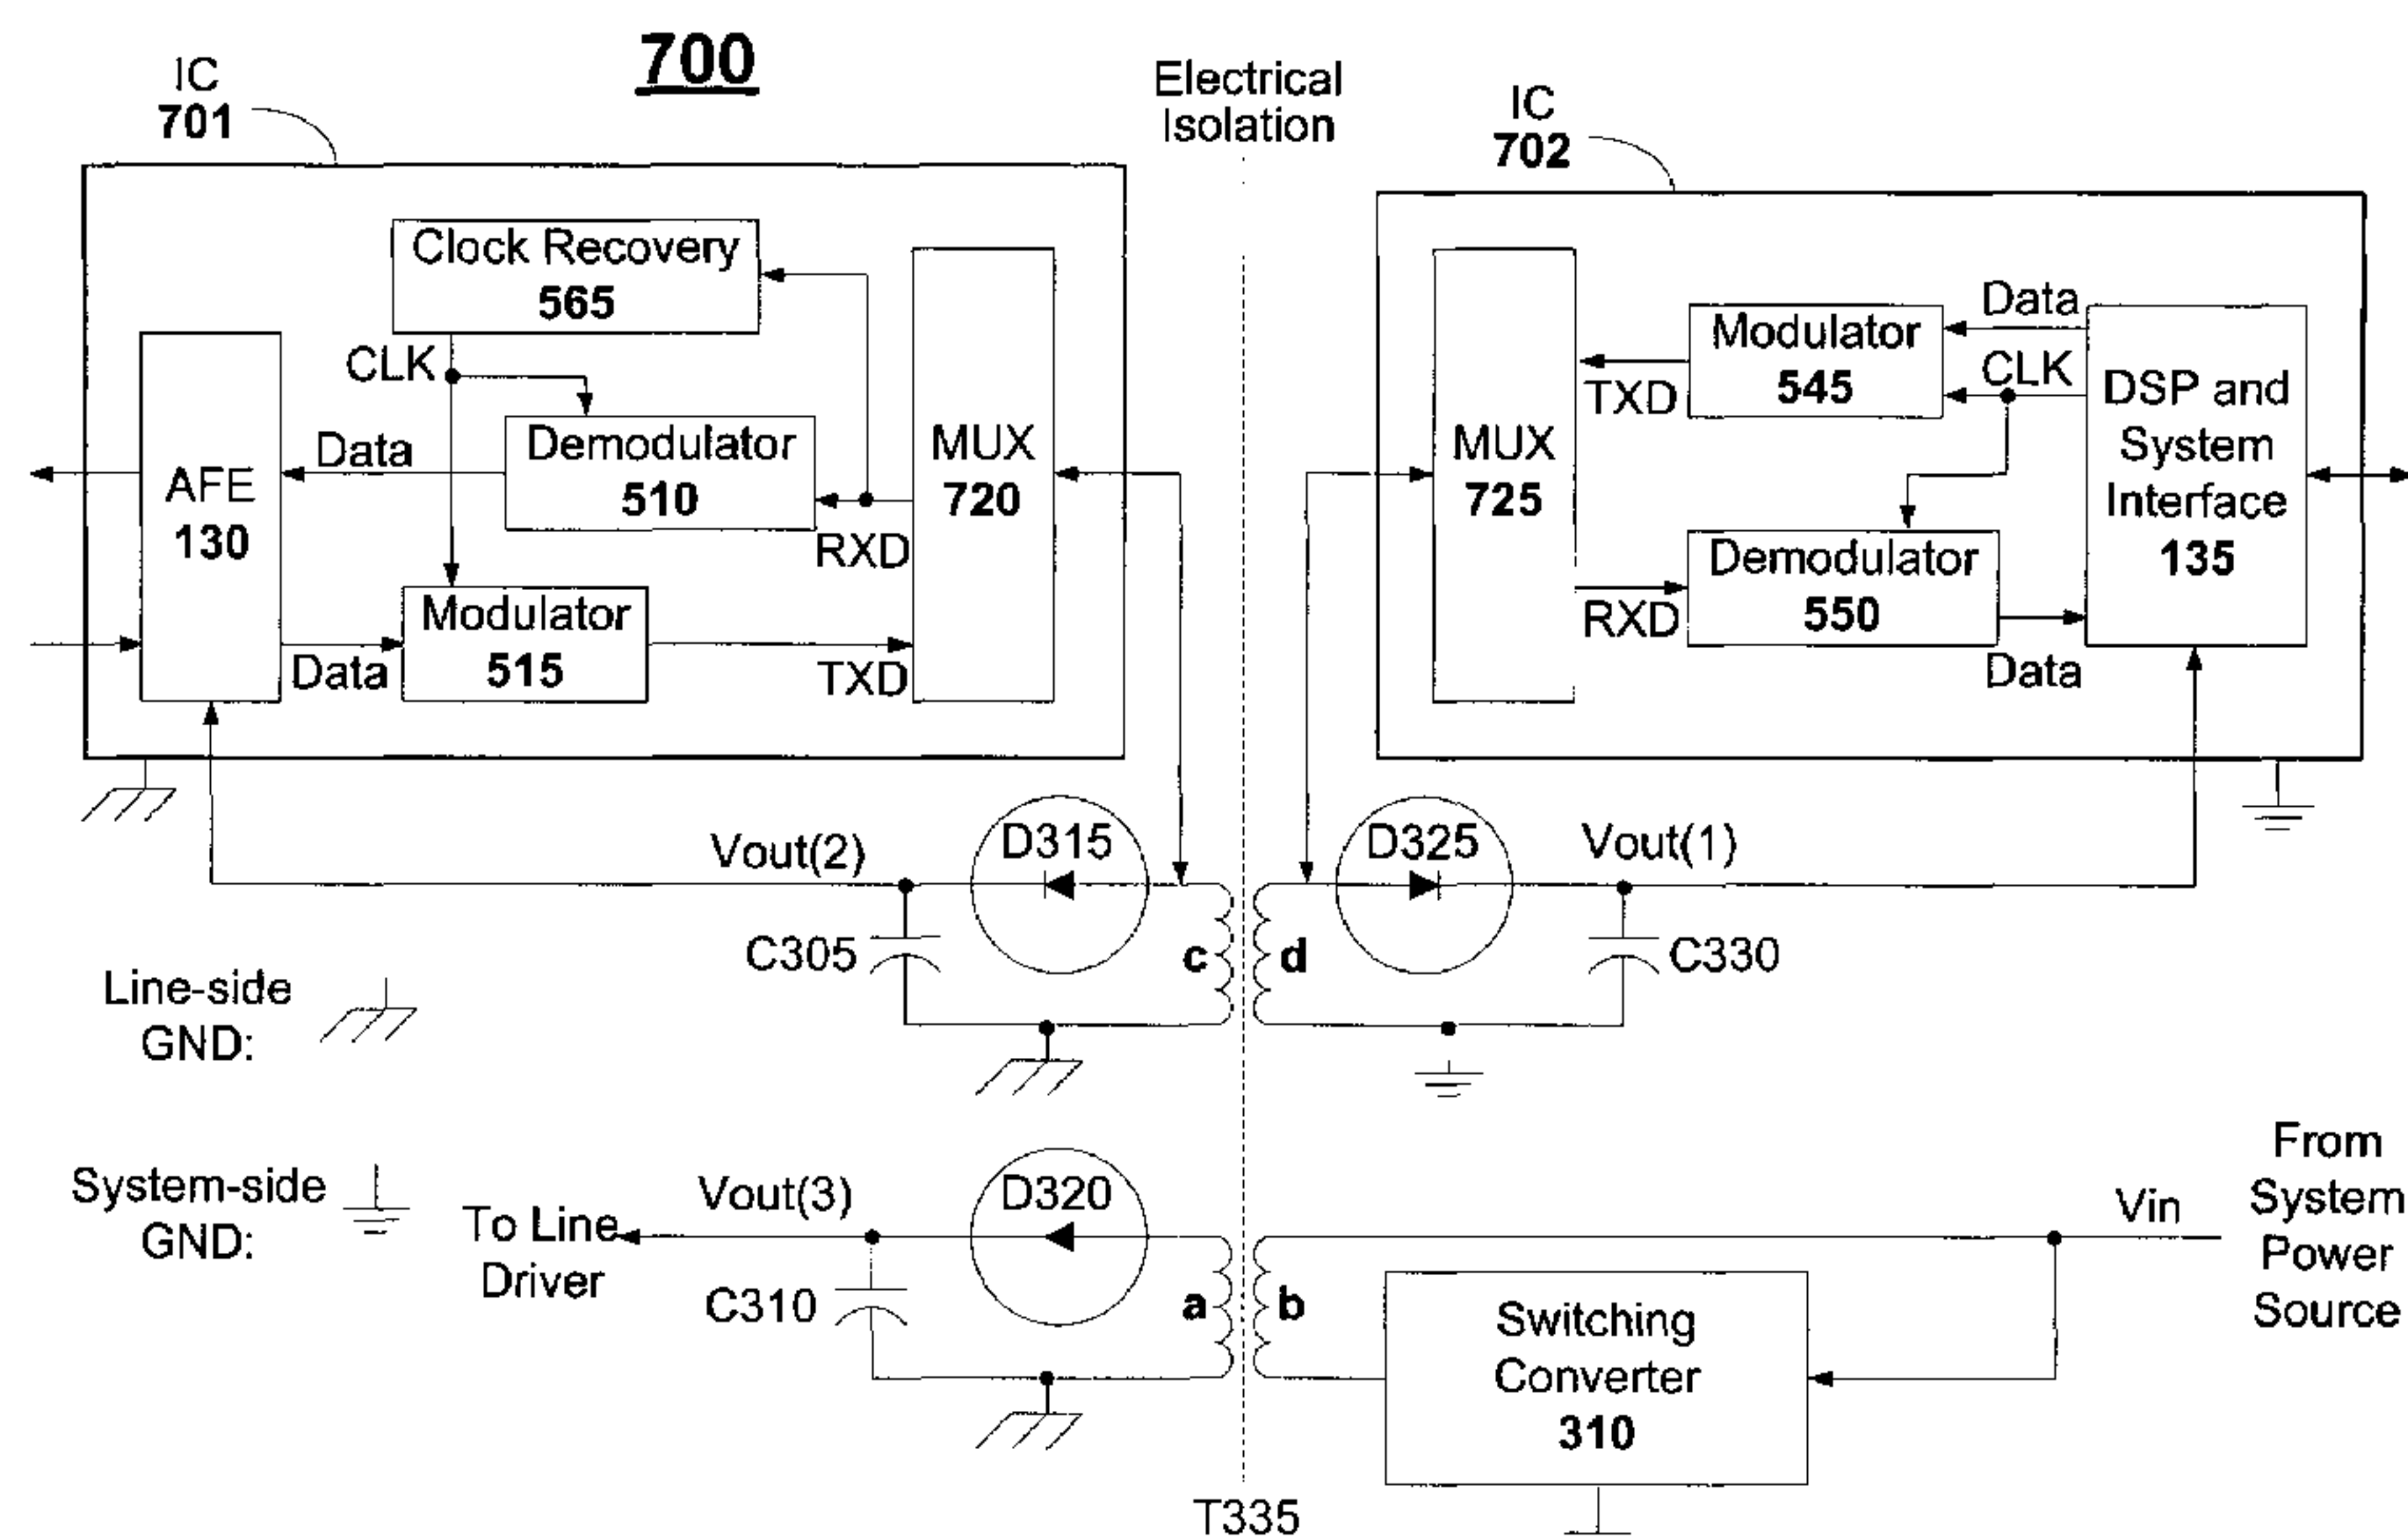 700
IC
701
Electrical
Isolation
IC
702
Clock Recovery
565
CLK
AFE
130
Data
Demodulator
510
RXD
MUX
720
Data
Modulator
515
TXD
MUX
725
TXD
Modulator
545
Data
CLK
DSP and
System
Interface
135
RXD
Demodulator
550
Data
Vout(2)
D315
D325
Vout(1)
C305
c
d
C330
Line-side
GND:
System-side
GND:
To Line
Driver
Vout(3)
D320
C310
a
b
Switching
Converter
310
Vin
From
System
Power
Source
T335